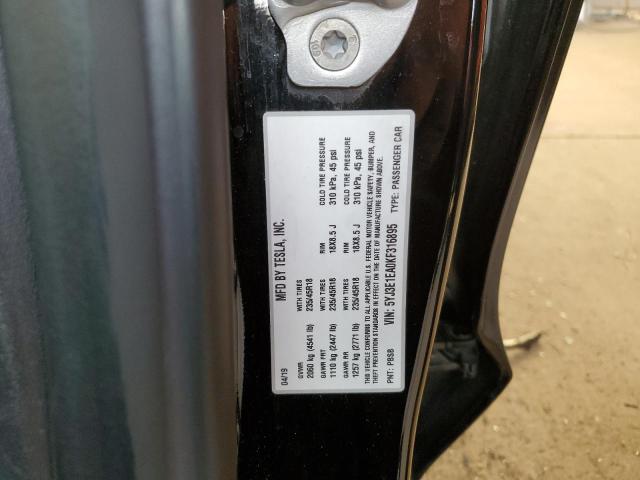 04/19 MFD BY TESLA, INC.
GVWR WITH TIRES RIM COLD TIRE PRESSURE
2060 kg (4541 lb) 235/45R18 18X8.5 J 310 kPa, 45 psi
GAWR FRT
1110 kg (2447 lb)
GAWR RR WITH TIRES RIM COLD TIRE PRESSURE
1257 kg (2771 lb) 235/45R18 18X8.5 J 310 kPa, 45 psi
THIS VEHICLE CONFORMS TO ALL APPLICABLE U.S. FEDERAL MOTOR VEHICLE SAFETY, BUMPER, AND
THEFT PREVENTION STANDARDS IN EFFECT ON THE DATE OF MANUFACTURE SHOWN ABOVE.
VIN: 5YJ3E1EA0KF316895
PNT: PBSB TYPE: PASSENGER CAR